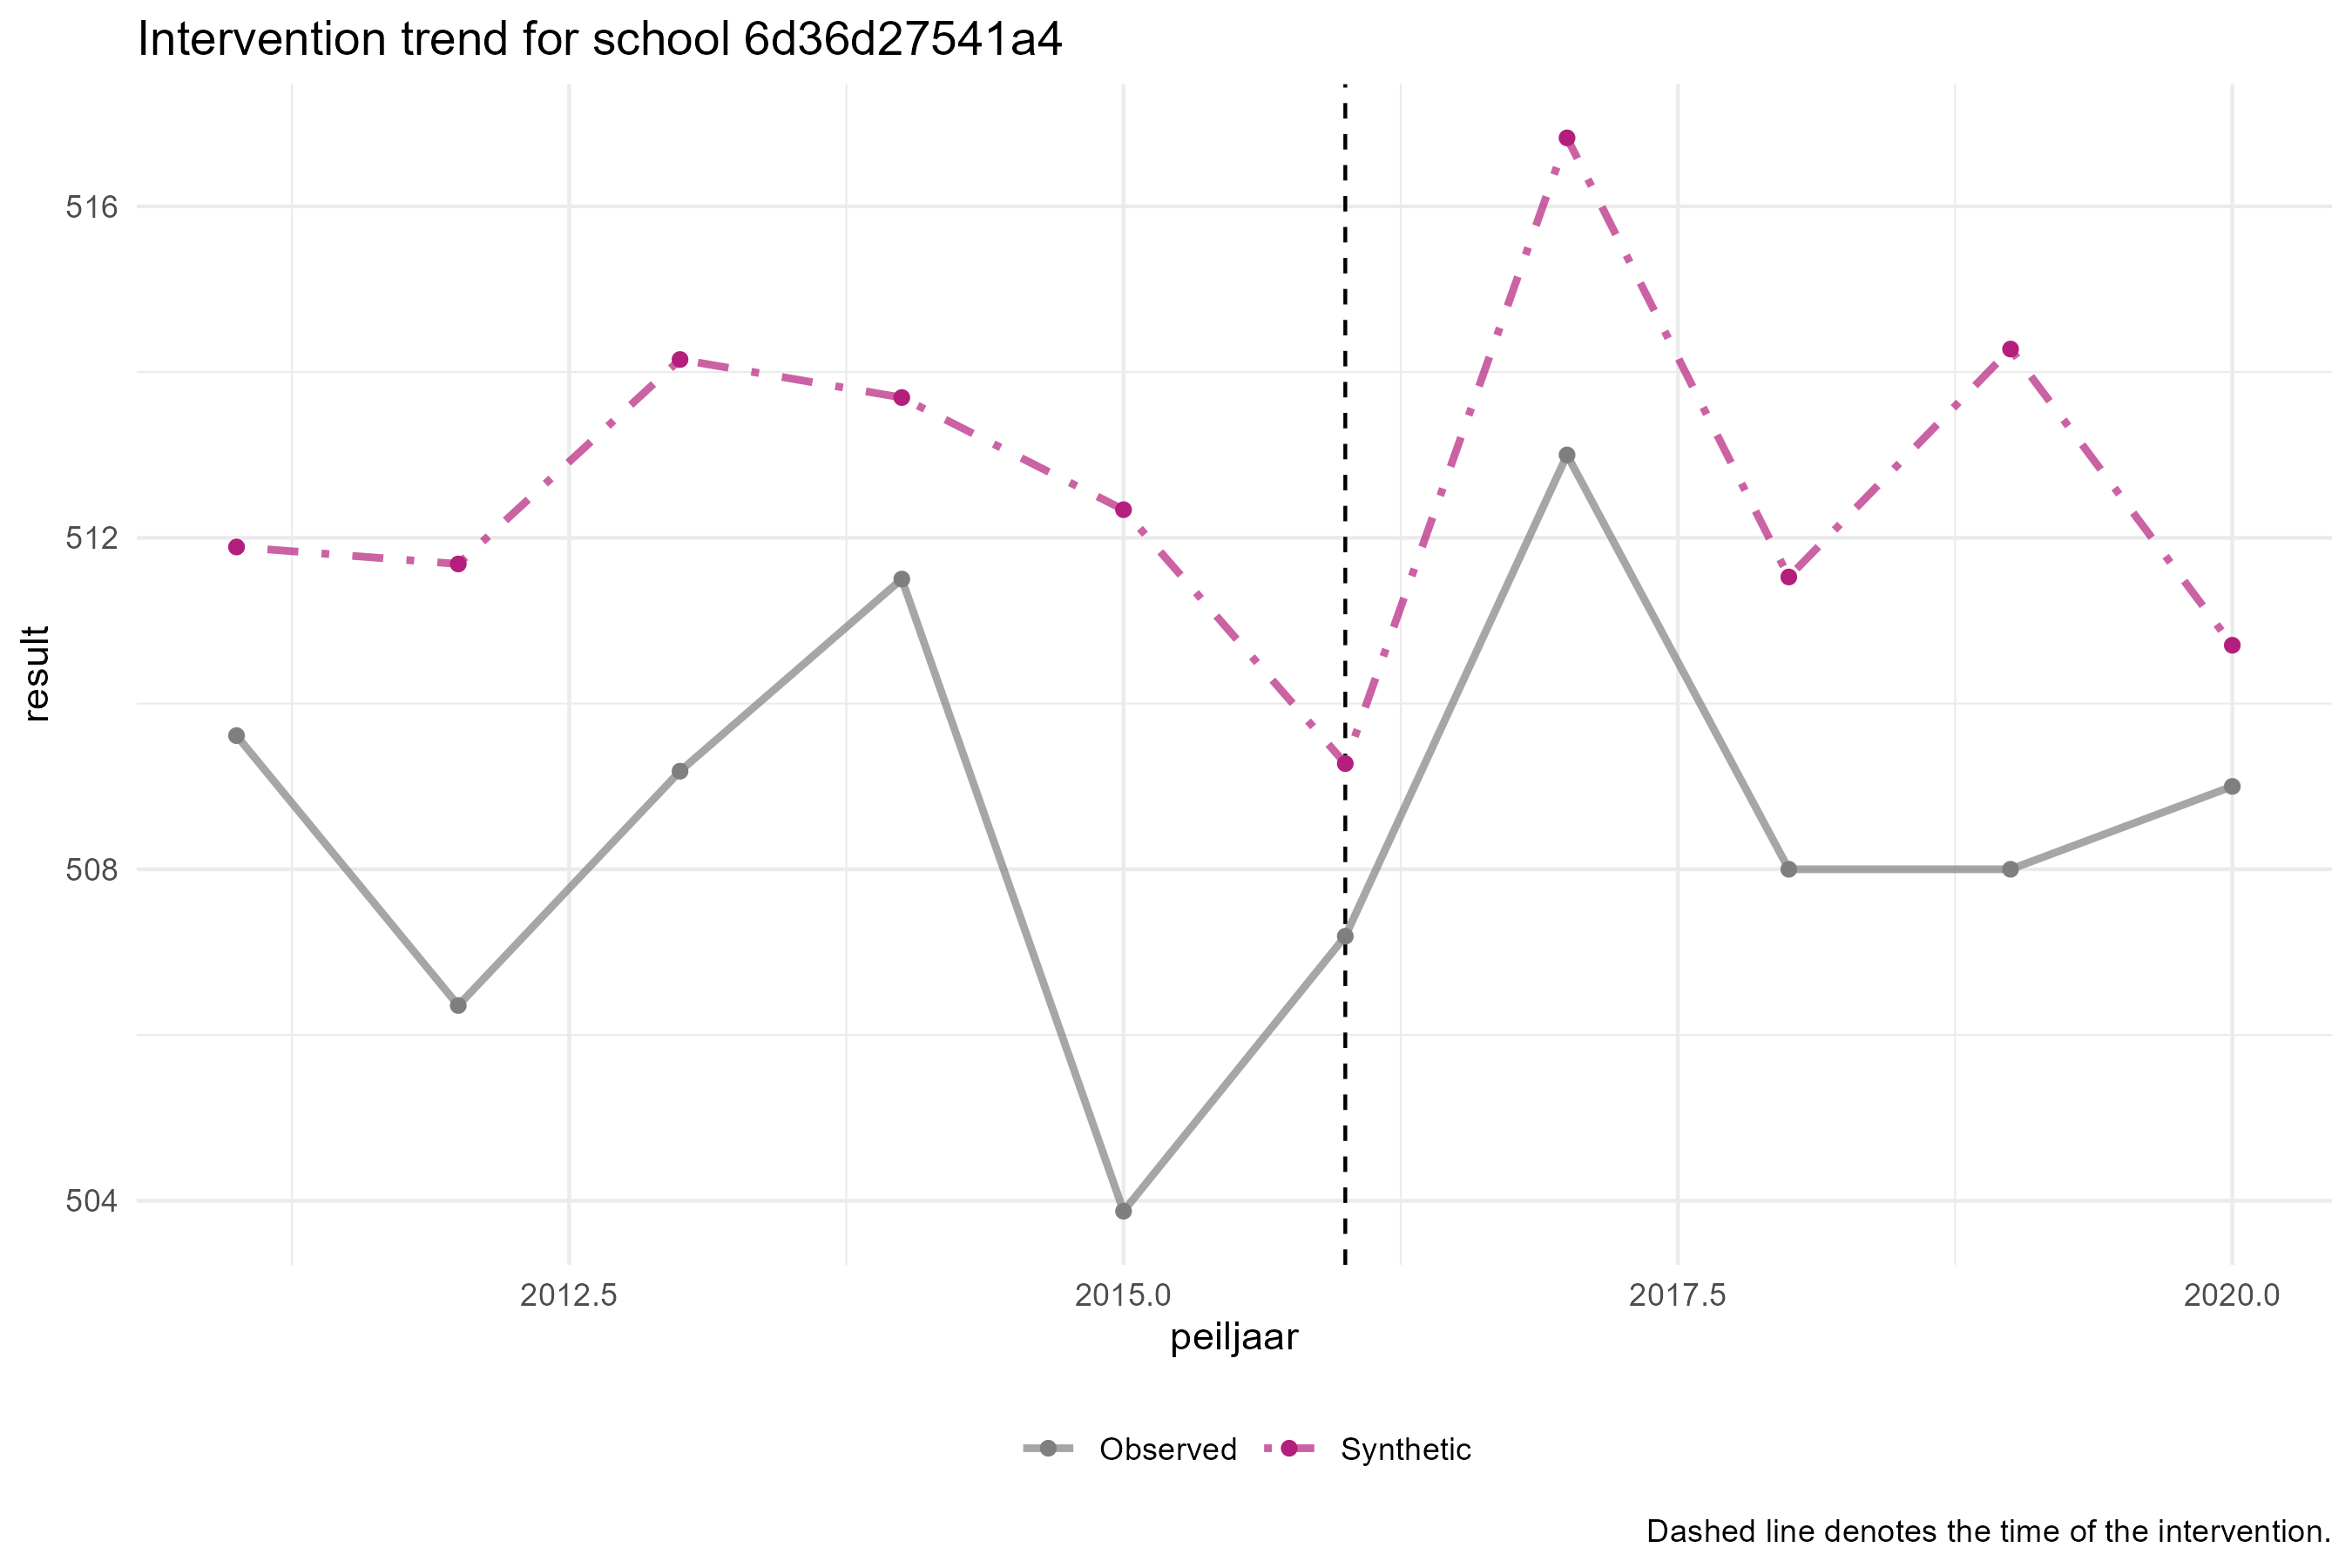 Intervention trend for school 6d36d27541a4
516
512
508
504
result
2012.5
2015.0
2017.5
2020.0
peiljaar
Observed
Synthetic
Dashed line denotes the time of the intervention.